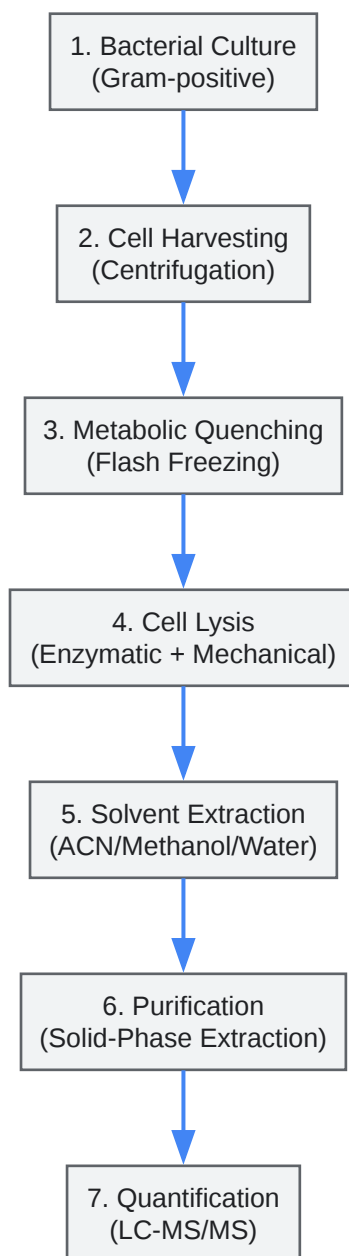 1. Bacterial Culture
(Gram-positive)
2. Cell Harvesting
(Centrifugation)
3. Metabolic Quenching
(Flash Freezing)
4. Cell Lysis
(Enzymatic + Mechanical)
5. Solvent Extraction
(ACN/Methanol/Water)
6. Purification
(Solid-Phase Extraction)
7. Quantification
(LC-MS/MS)